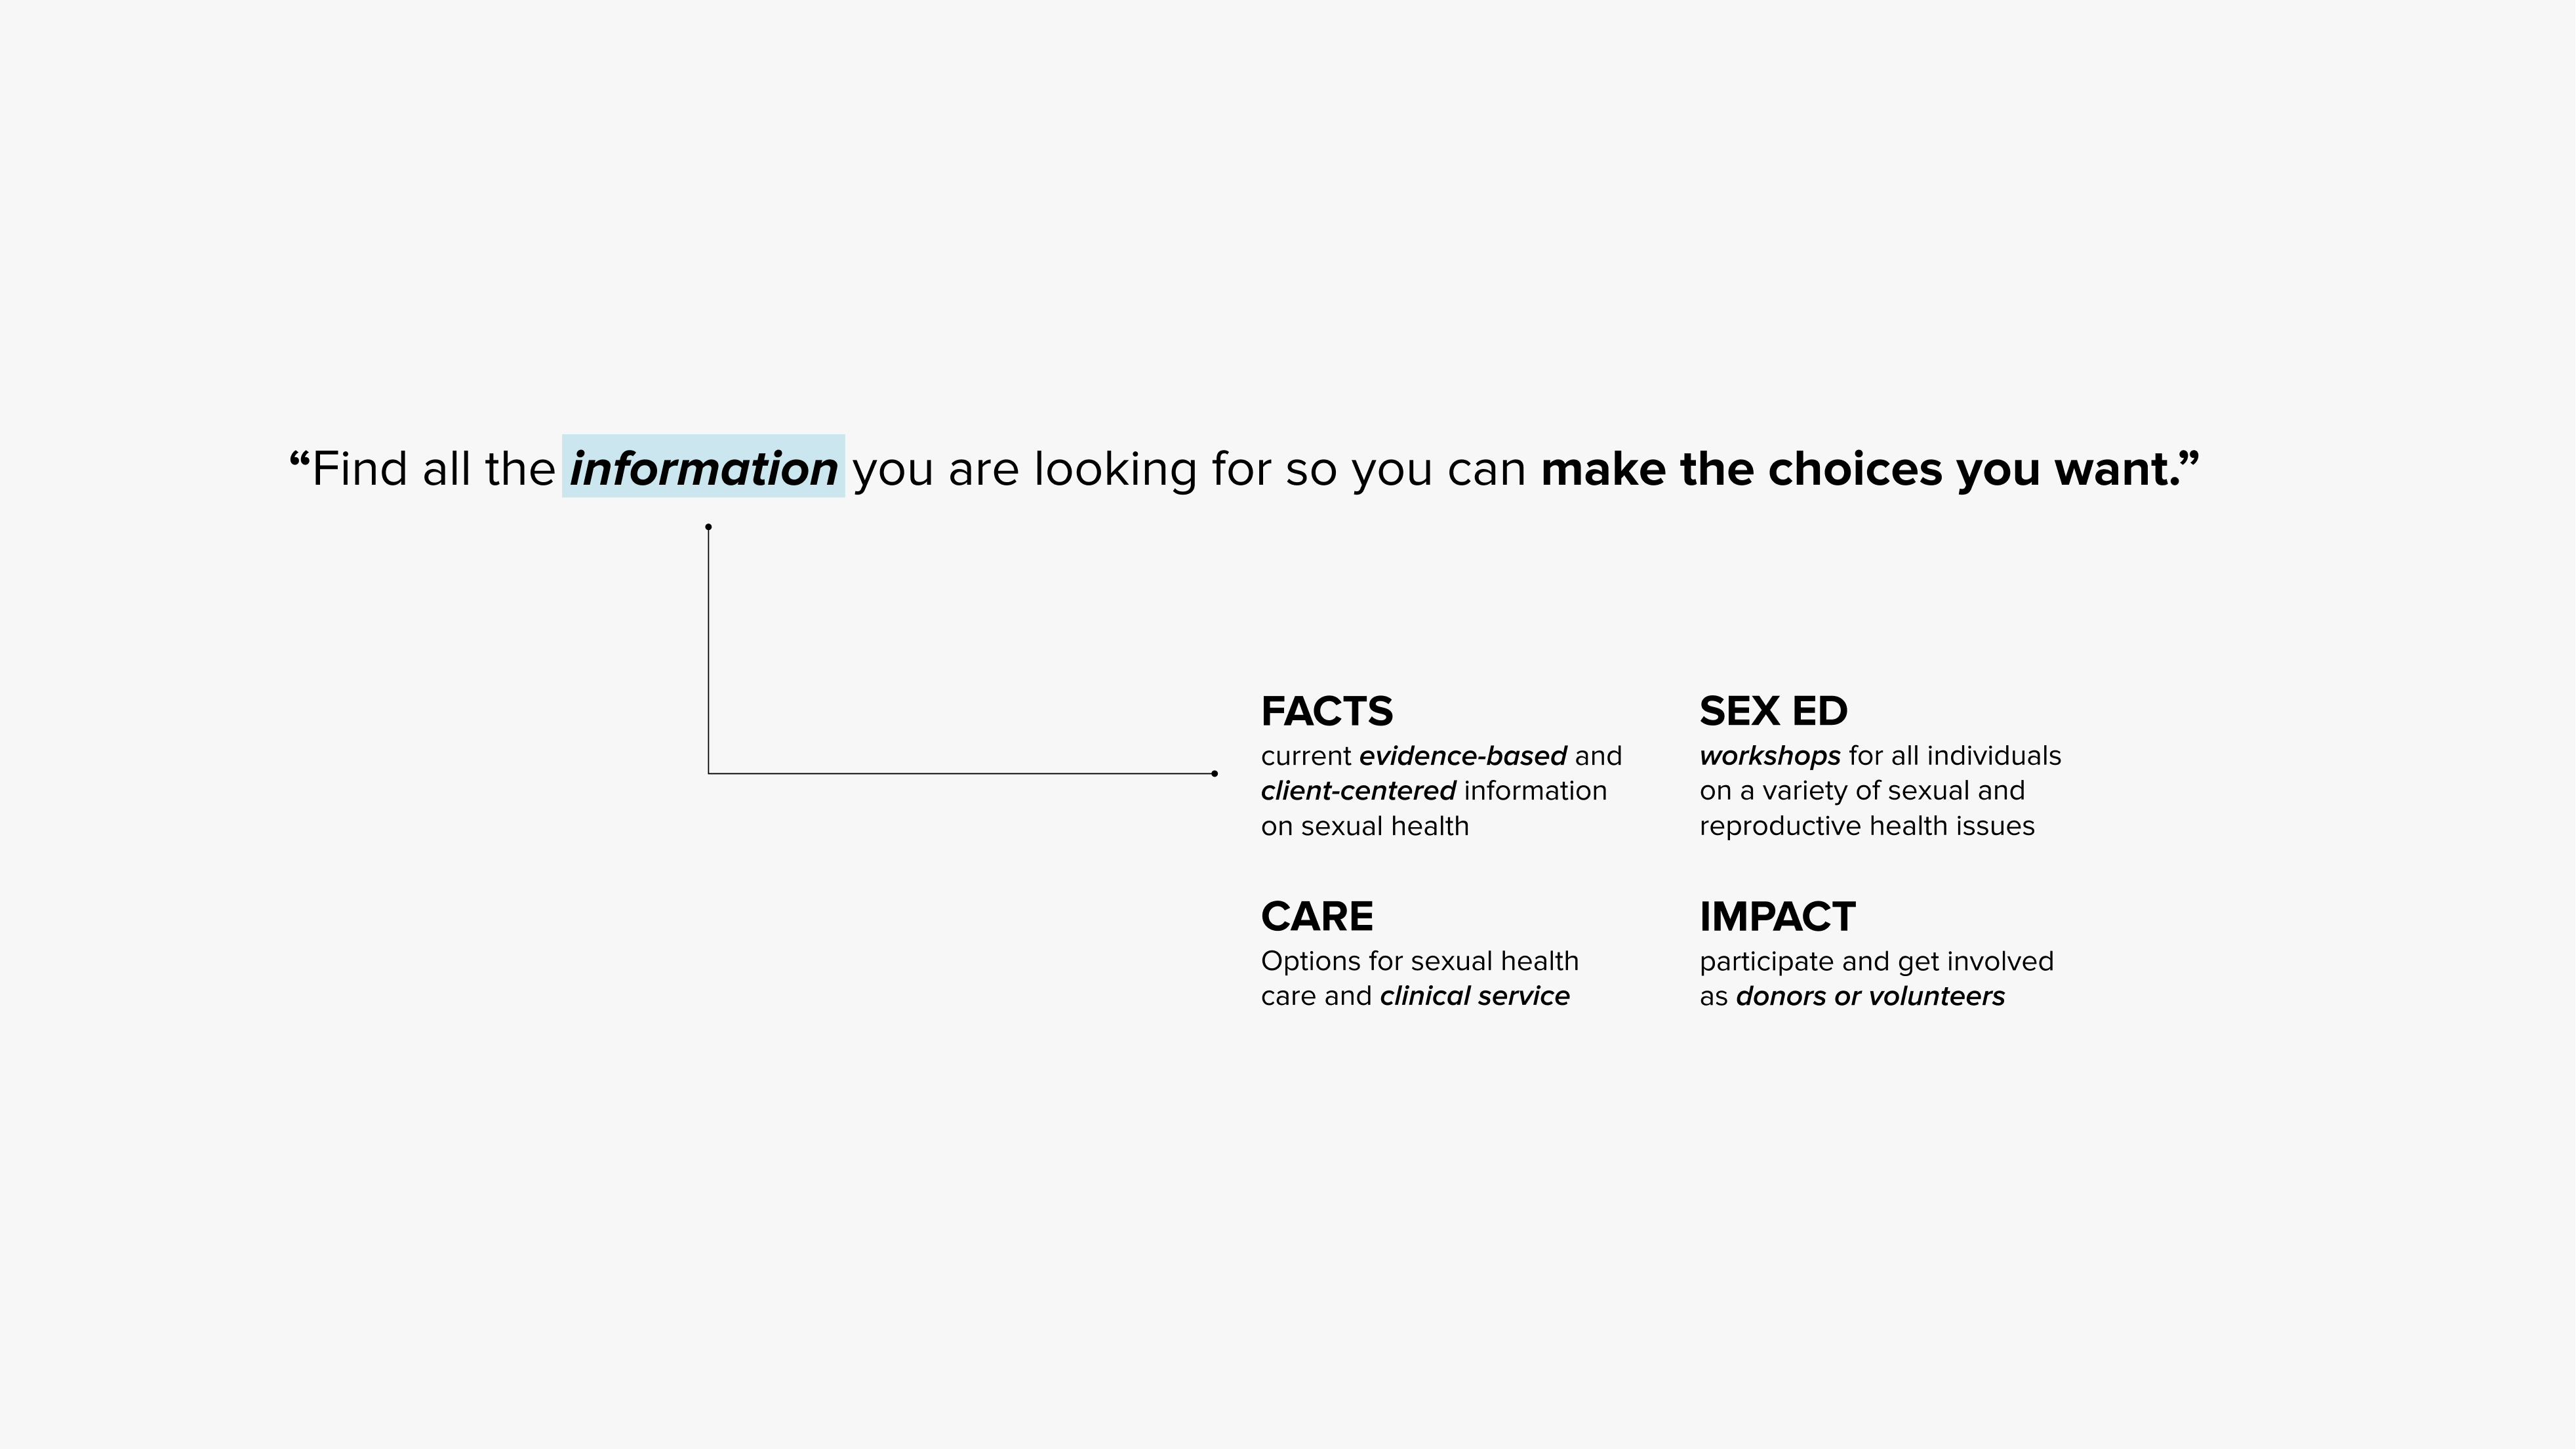 “Find all the information you are looking for so you can make the choices you want.”
FACTS
current evidence-based and
client-centered information
on sexual health
SEX ED
workshops for all individuals
on a variety of sexual and
reproductive health issues
CARE
Options for sexual health
care and clinical service
IMPACT
participate and get involved
as donors or volunteers